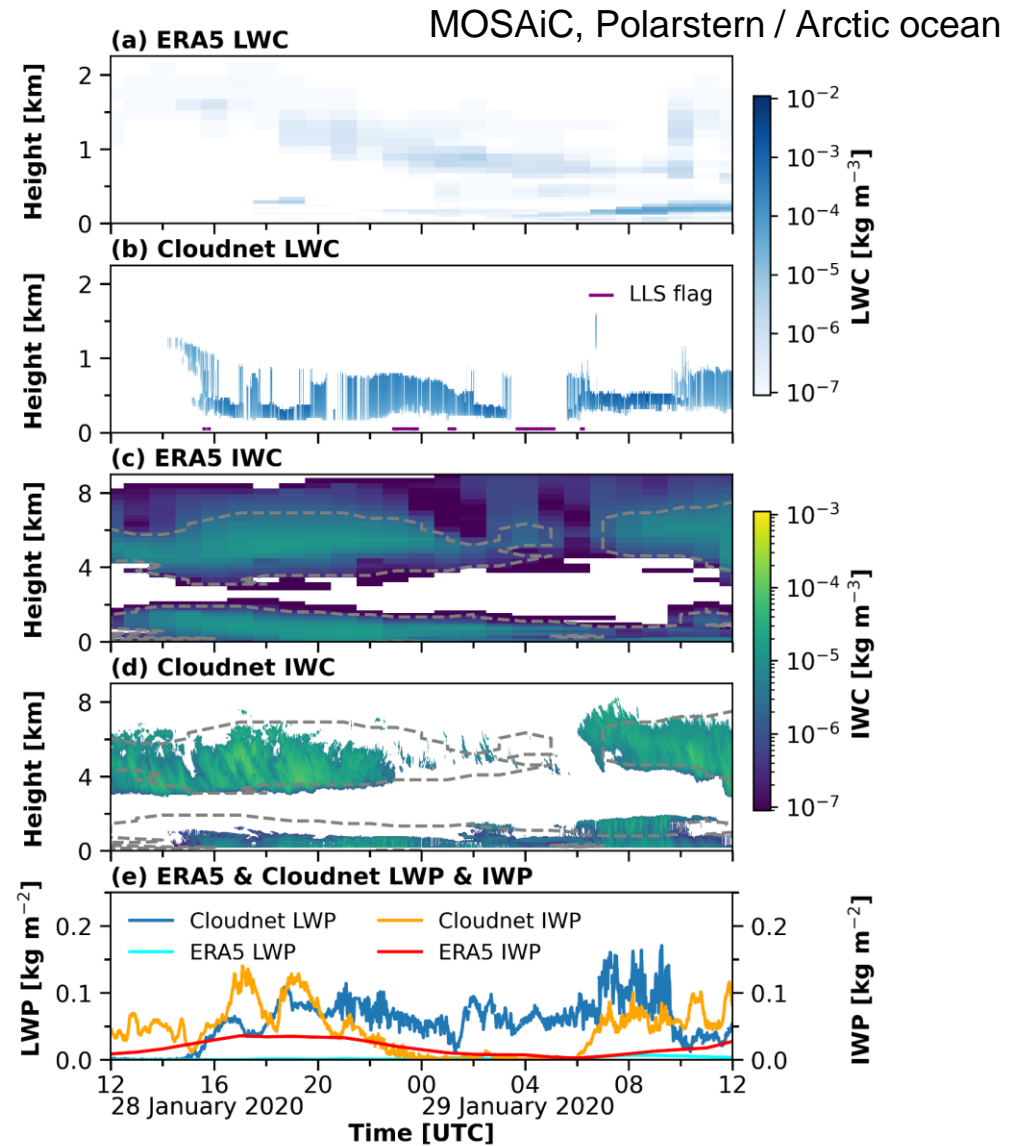 MOSAiC, Polarstern / Arctic ocean
(a) ERA5 LWC
Height [km]
2
1
0
(b) Cloudnet LWC
LLS flag
Height [km]
2
1
0
10⁻²
10⁻³
10⁻⁴
10⁻⁵
10⁻⁶
10⁻⁷
LWC [kg m⁻³]
(c) ERA5 IWC
Height [km]
8
4
0
(d) Cloudnet IWC
Height [km]
8
4
0
10⁻³
10⁻⁴
10⁻⁵
10⁻⁶
10⁻⁷
IWC [kg m⁻³]
(e) ERA5 & Cloudnet LWP & IWP
LWP [kg m⁻²]
0.2
0.1
0.0
Cloudnet LWP
Cloudnet IWP
ERA5 LWP
ERA5 IWP
0.2
0.1
0.0
IWP [kg m⁻²]
12 16 20 00 04 08 12
28 January 2020 29 January 2020
Time [UTC]